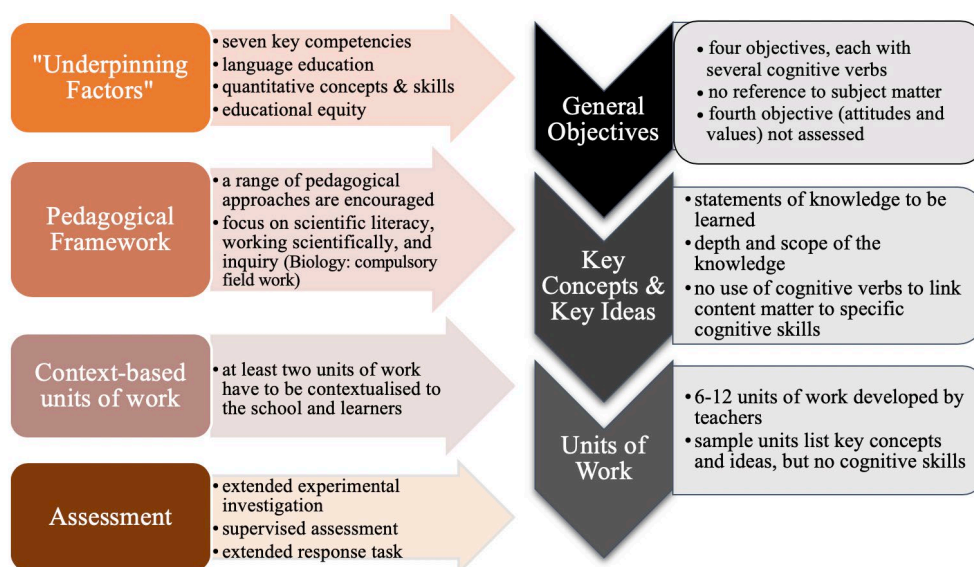 "Underpinning
Factors"
• seven key competencies
• language education
• quantitative concepts & skills
• educational equity
Pedagogical
Framework
• a range of pedagogical
approaches are encouraged
• focus on scientific literacy,
working scientifically, and
inquiry (Biology: compulsory
field work)
Context-based
units of work
• at least two units of work
have to be contextualised to
the school and learners
Assessment
• extended experimental
investigation
• supervised assessment
• extended response task
General
Objectives
• four objectives, each with
several cognitive verbs
• no reference to subject matter
• fourth objective (attitudes and
values) not assessed
Key
Concepts &
Key Ideas
• statements of knowledge to be
learned
• depth and scope of the
knowledge
• no use of cognitive verbs to link
content matter to specific
cognitive skills
Units of
Work
• 6-12 units of work developed by
teachers
• sample units list key concepts
and ideas, but no cognitive skills